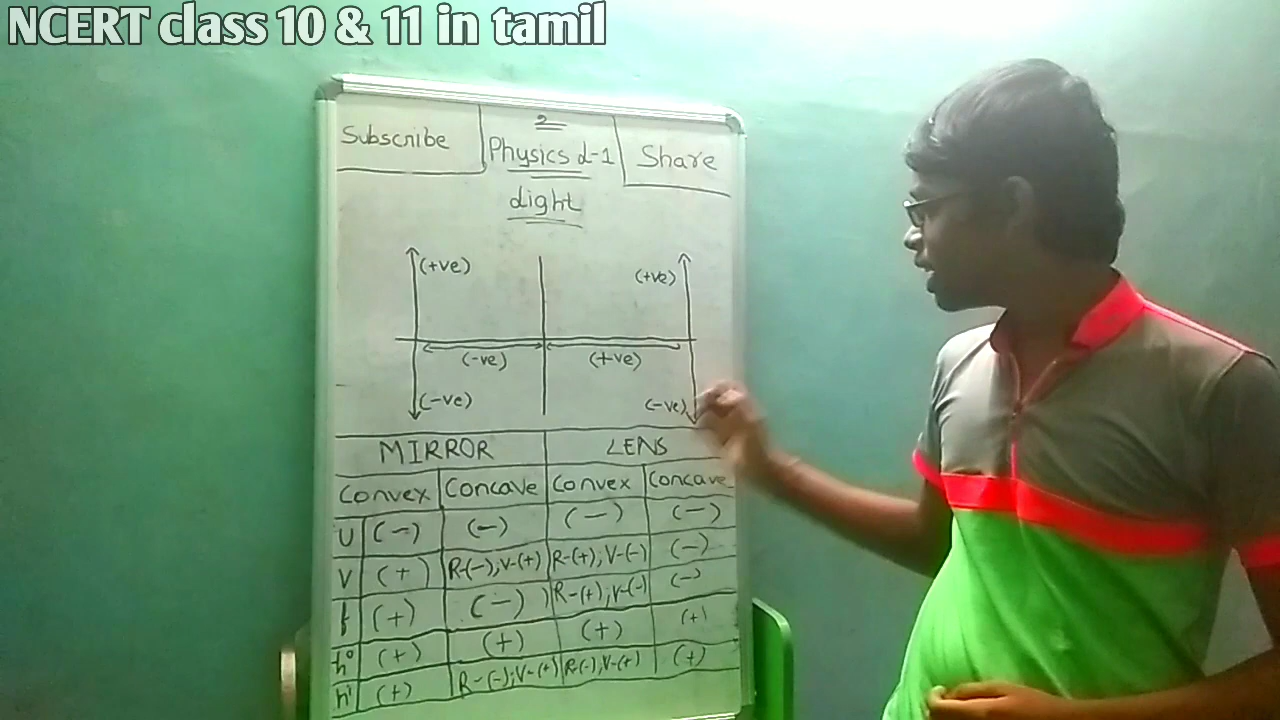 NCERT class 10 & 11 in tamil
Subscribe
2
Physics L-1
Share
Light
(+ve)
(+ve)
(-ve)
(+ve)
(-ve)
(-ve)
MIRROR LENS
Convex Concave Convex Concave
U (-) (-) (-) (-)
V (+) R-(-), V-(+) R-(+), V-(-) (-)
f (+) (-) R-(+), V-(-) (-)
h° (+) (+) (+) (+)
h' (+) R-(-), V-(+) R-(-), V-(+) (+)